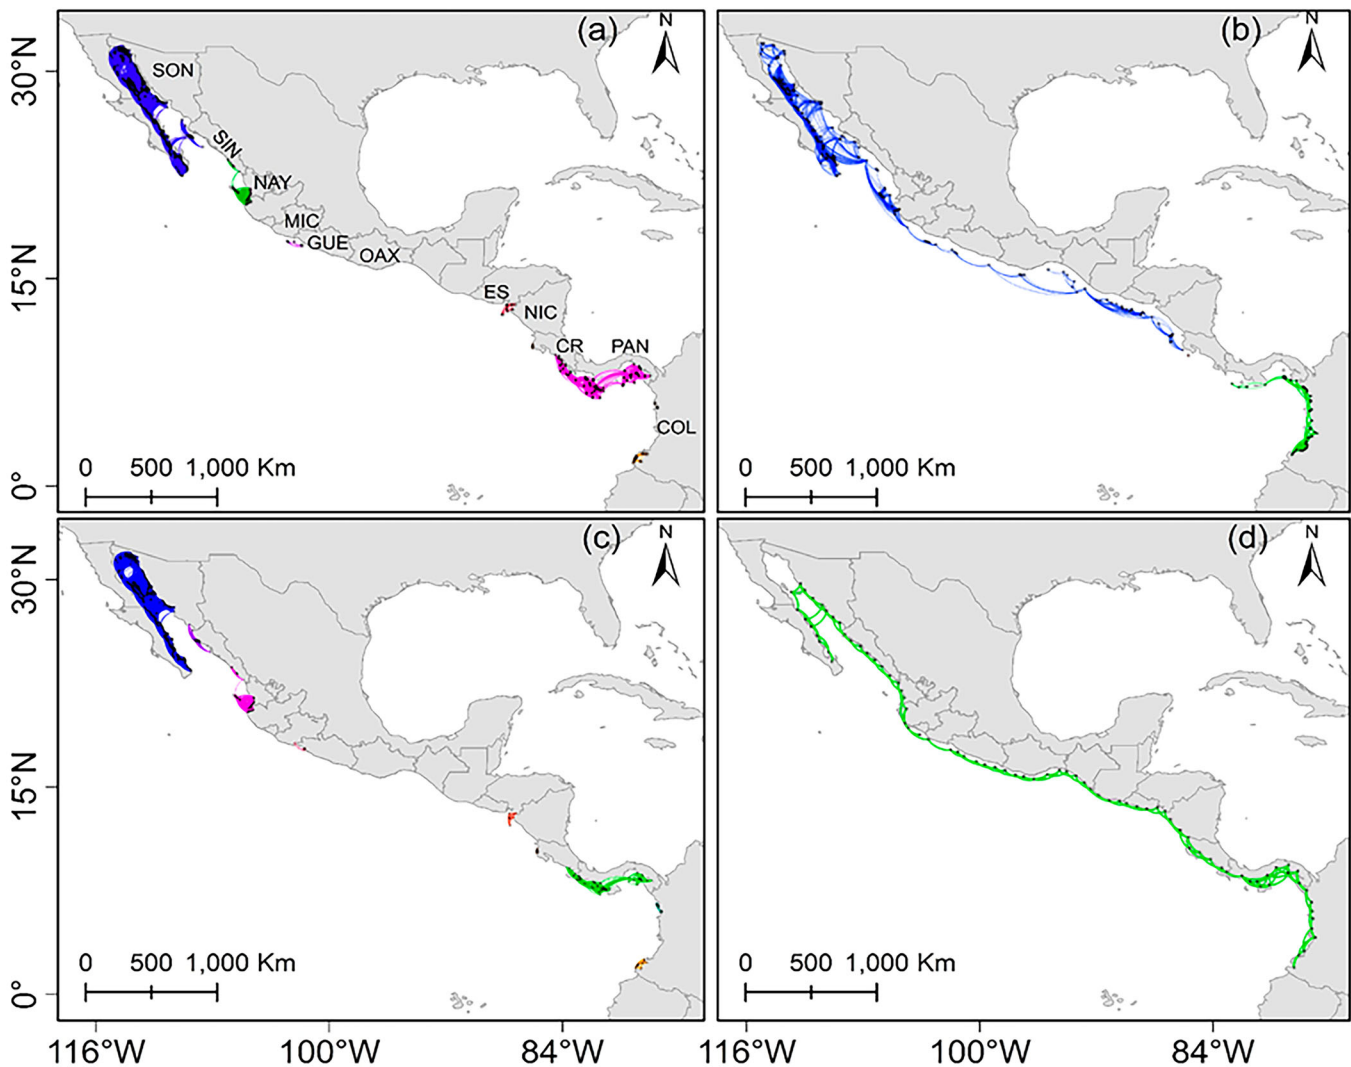 (a)
N
30°N
SON
SIN
NAY
MIC
GUE
OAX
15°N
ES
NIC
CR
PAN
COL
0 500 1,000 Km
0°
(b)
N
0 500 1,000 Km
(c)
N
30°N
15°N
0 500 1,000 Km
0°
(d)
N
0 500 1,000 Km
116°W 100°W 84°W
116°W 100°W 84°W